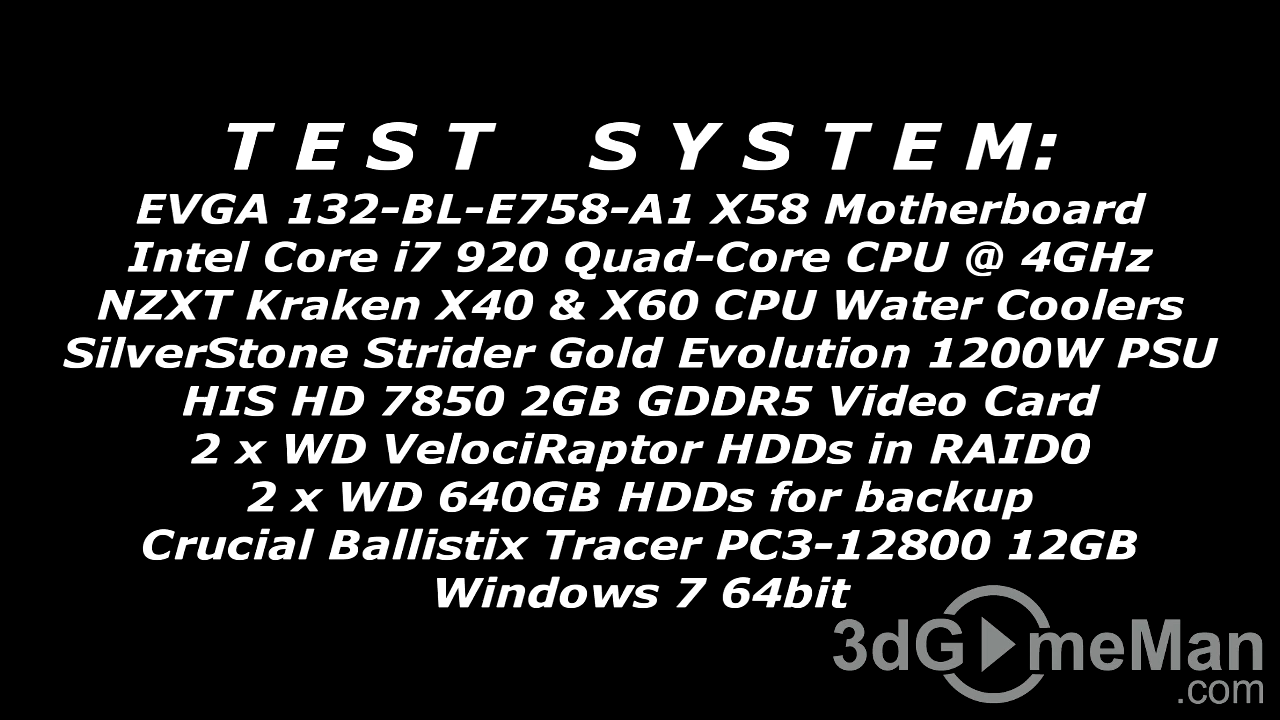 TEST SYSTEM:
EVGA 132-BL-E758-A1 X58 Motherboard
Intel Core i7 920 Quad-Core CPU @ 4GHz
NZXT Kraken X40 & X60 CPU Water Coolers
SilverStone Strider Gold Evolution 1200W PSU
HIS HD 7850 2GB GDDR5 Video Card
2 x WD VelociRaptor HDDs in RAID0
2 x WD 640GB HDDs for backup
Crucial Ballistix Tracer PC3-12800 12GB
Windows 7 64bit
3dGameMan
.com